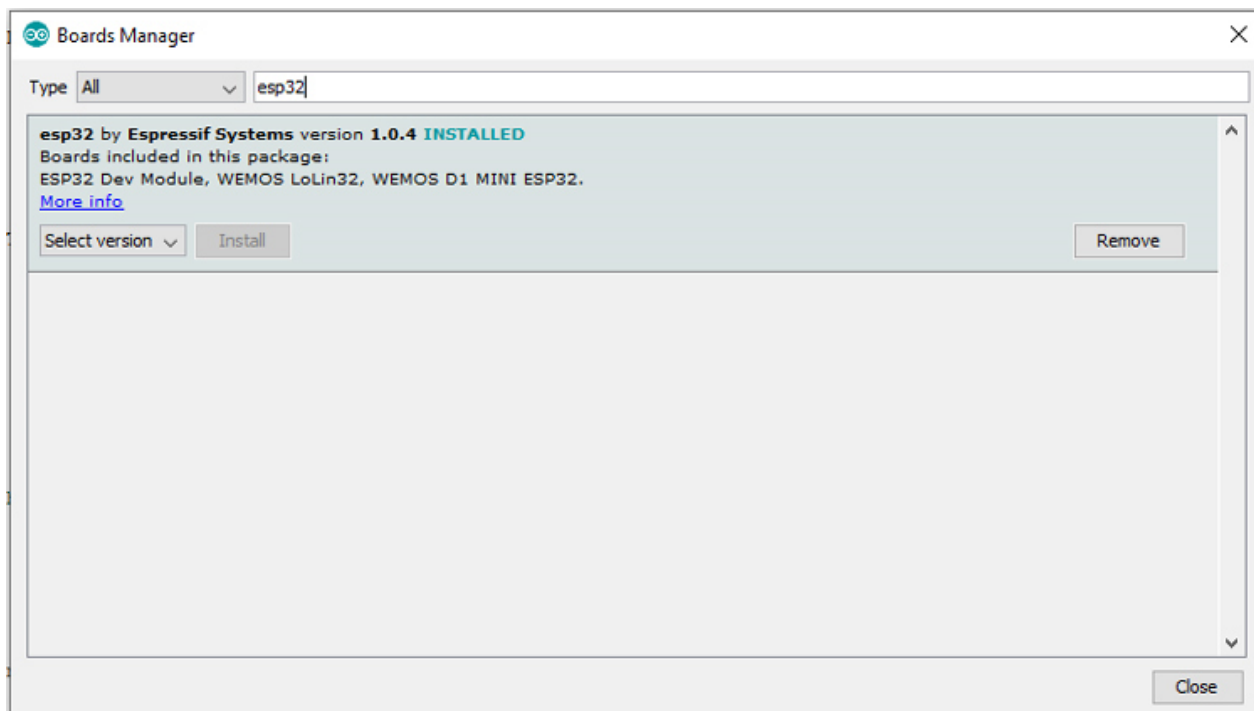 Boards Manager
Type All esp32
esp32 by Espressif Systems version 1.0.4 INSTALLED
Boards included in this package:
ESP32 Dev Module, WEMOS LoLin32, WEMOS D1 MINI ESP32.
More info
Select version Install Remove
Close